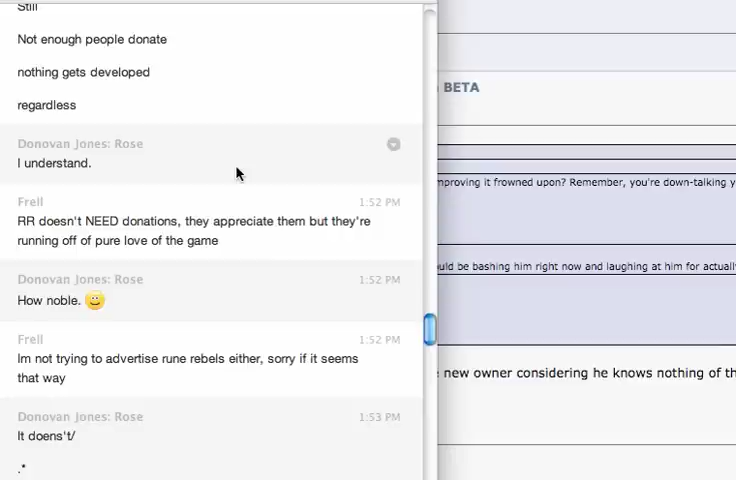 Still
Not enough people donate
nothing gets developed
regardless
Donovan Jones: Rose
I understand.
Frell 1:52 PM
RR doesn't NEED donations, they appreciate them but they're
running off of pure love of the game
Donovan Jones: Rose 1:52 PM
How noble.
Frell 1:52 PM
Im not trying to advertise rune rebels either, sorry if it seems
that way
Donovan Jones: Rose 1:53 PM
It doens't/
.*
BETA
mproving it frowned upon? Remember, you're down-talking y
uld be bashing him right now and laughing at him for actual
new owner considering he knows nothing of th